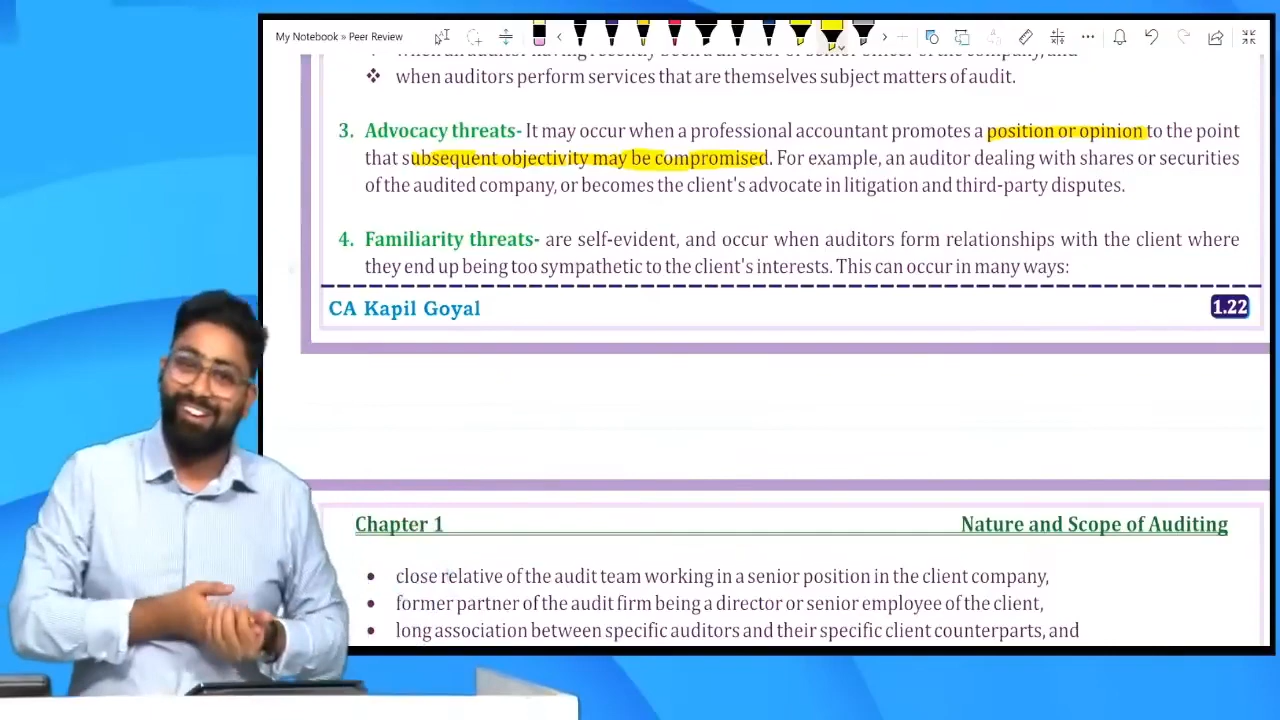 My Notebook » Peer Review
❖ when auditors perform services that are themselves subject matters of audit.
3. Advocacy threats- It may occur when a professional accountant promotes a position or opinion to the point
that subsequent objectivity may be compromised. For example, an auditor dealing with shares or securities
of the audited company, or becomes the client's advocate in litigation and third-party disputes.
4. Familiarity threats- are self-evident, and occur when auditors form relationships with the client where
they end up being too sympathetic to the client's interests. This can occur in many ways:
CA Kapil Goyal
1.22
Chapter 1
Nature and Scope of Auditing
• close relative of the audit team working in a senior position in the client company,
• former partner of the audit firm being a director or senior employee of the client,
• long association between specific auditors and their specific client counterparts, and